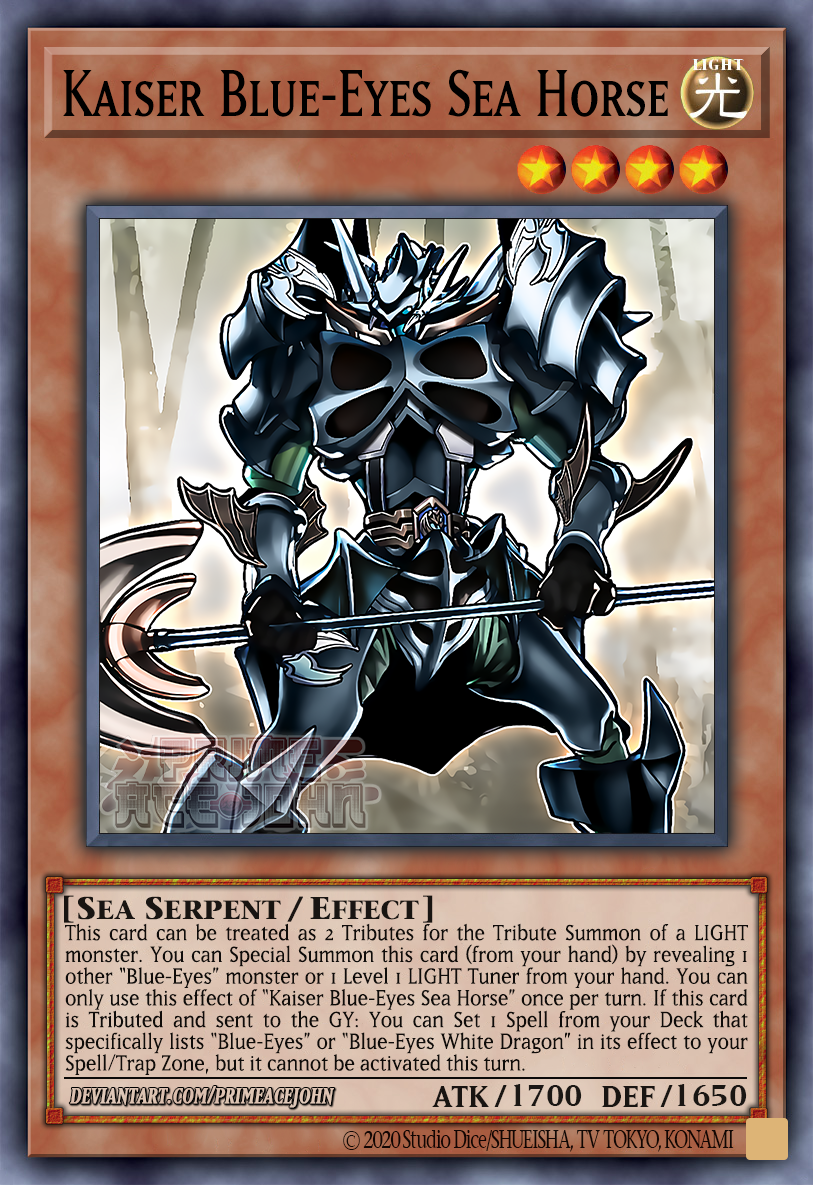 Kaiser Blue-Eyes Sea Horse
LIGHT
光
PRIME
ACE JOHN
[Sea Serpent / Effect]
This card can be treated as 2 Tributes for the Tribute Summon of a LIGHT
monster. You can Special Summon this card (from your hand) by revealing 1
other "Blue-Eyes" monster or 1 Level 1 LIGHT Tuner from your hand. You can
only use this effect of "Kaiser Blue-Eyes Sea Horse" once per turn. If this card
is Tributed and sent to the GY: You can Set 1 Spell from your Deck that
specifically lists "Blue-Eyes" or "Blue-Eyes White Dragon" in its effect to your
Spell/Trap Zone, but it cannot be activated this turn.
DEVIANTART.COM/PRIMEACEJOHN ATK/1700 DEF/1650
© 2020 Studio Dice/SHUEISHA, TV TOKYO, KONAMI